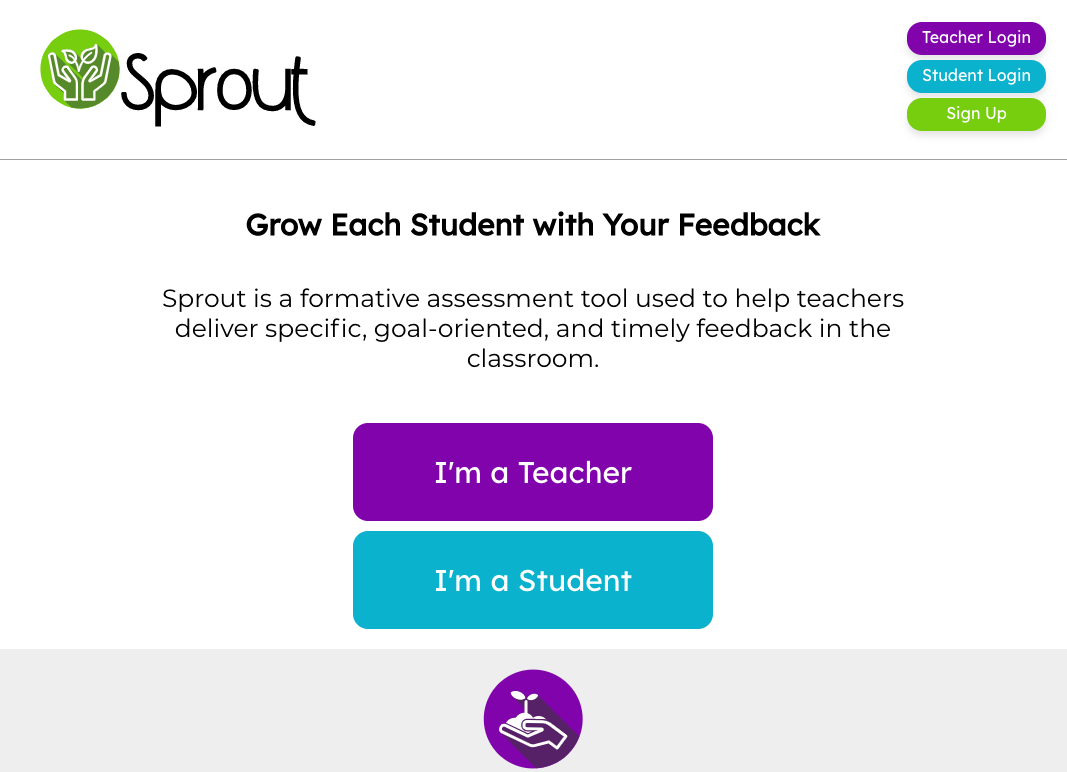 Sprout
Teacher Login
Student Login
Sign Up
Grow Each Student with Your Feedback
Sprout is a formative assessment tool used to help teachers
deliver specific, goal-oriented, and timely feedback in the
classroom.
I'm a Teacher
I'm a Student